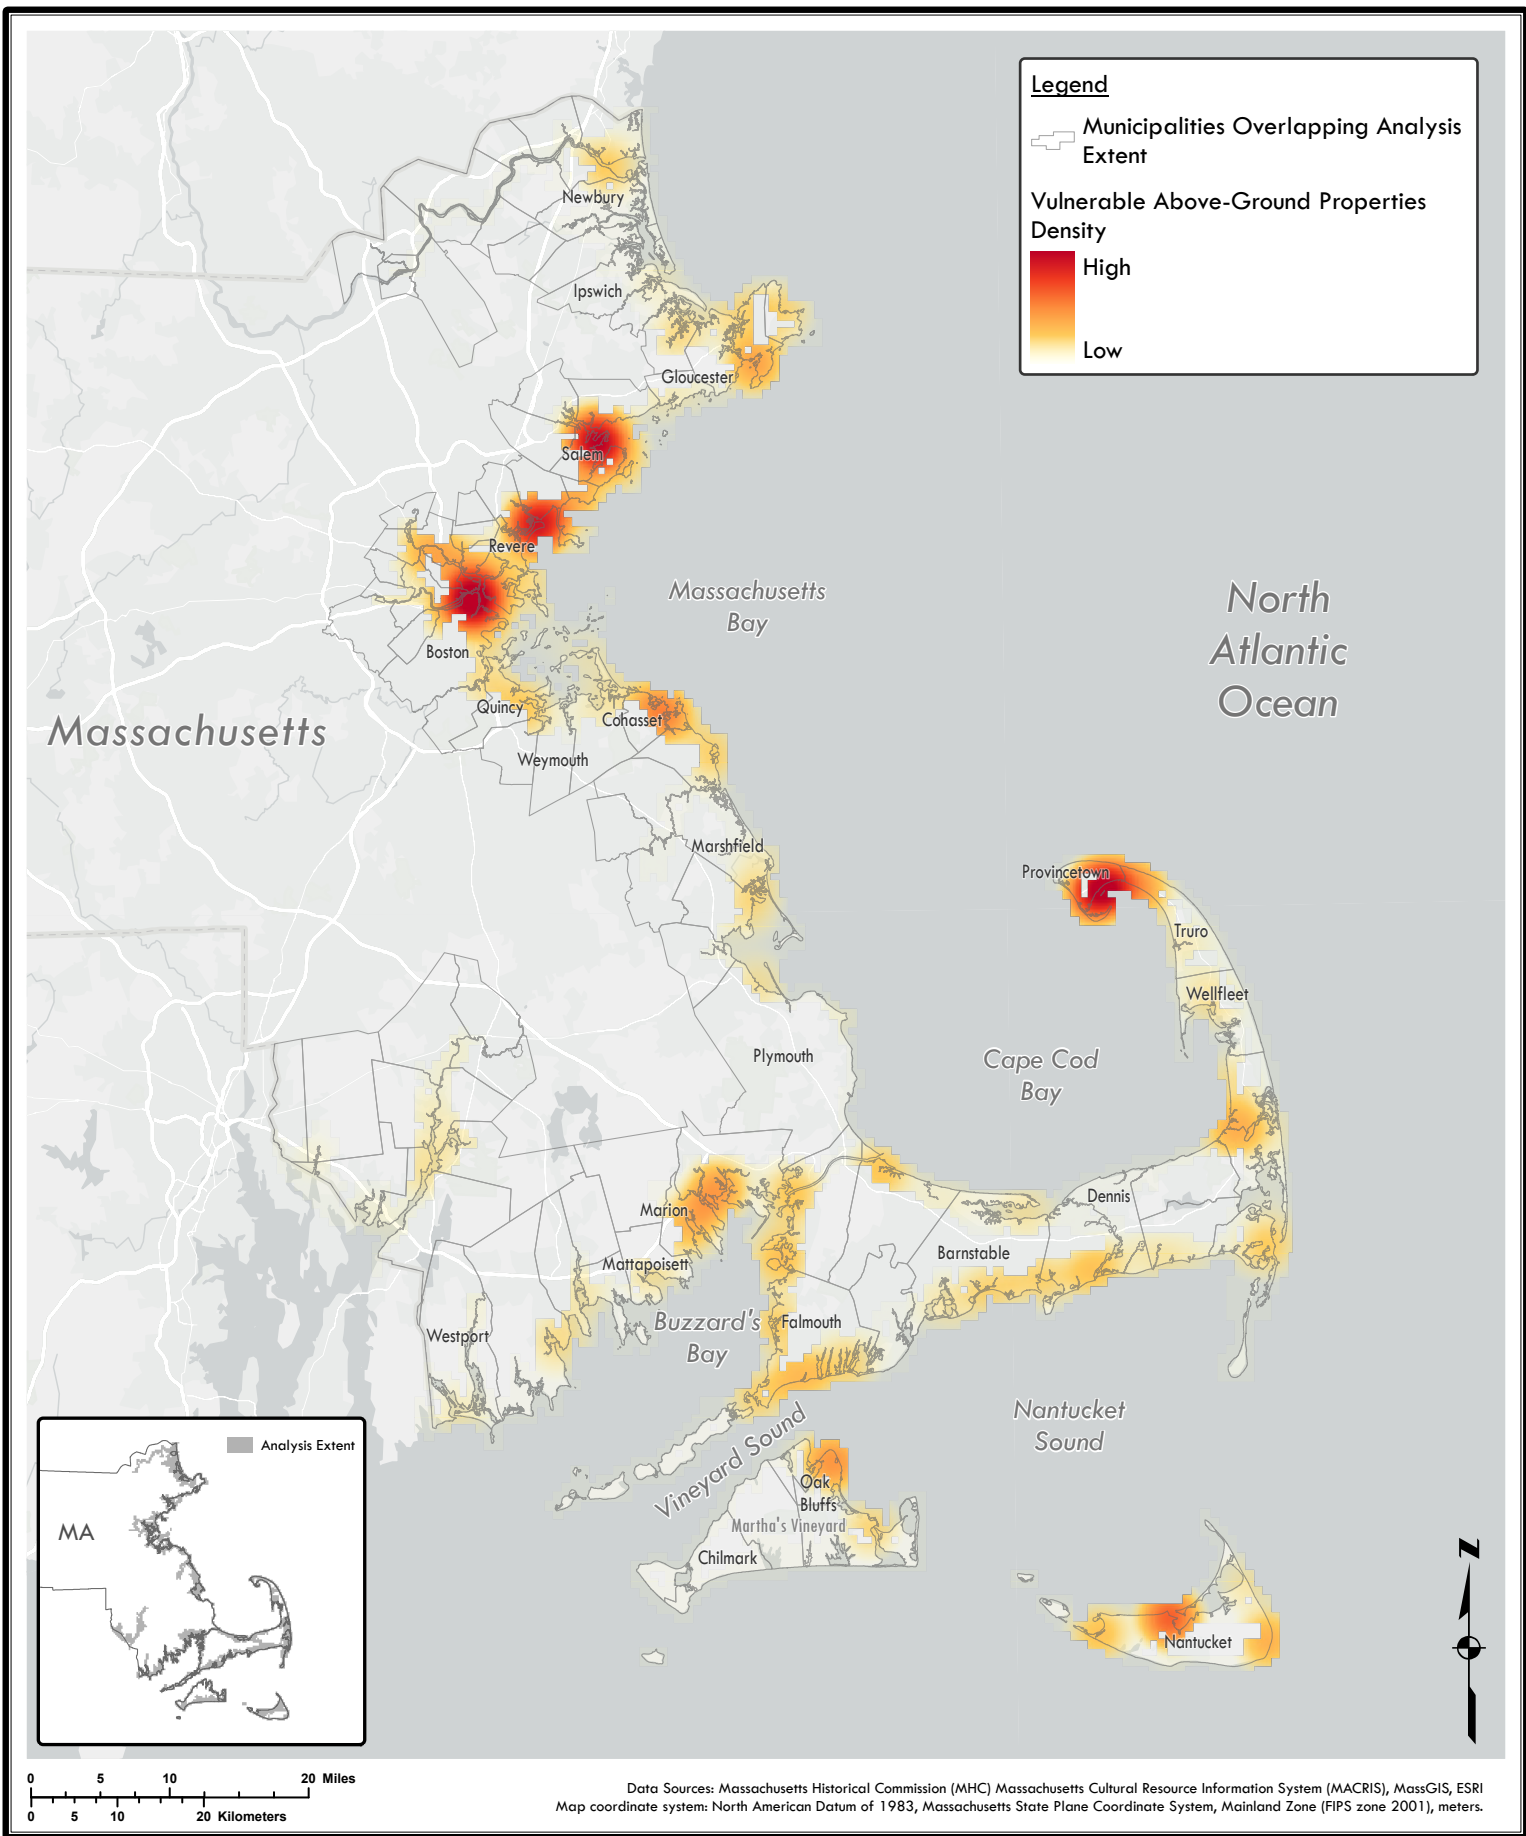 Legend
Municipalities Overlapping Analysis
Extent
Vulnerable Above-Ground Properties
Density
High
Low
Newbury
Ipswich
Gloucester
Salem
Revere
Massachusetts
Bay
North
Atlantic
Ocean
Boston
Quincy
Cohasset
Massachusetts
Weymouth
Marshfield
Provincetown
Truro
Wellfleet
Plymouth
Cape Cod
Bay
Dennis
Marion
Barnstable
Mattapoisett
Buzzard's
Bay
Falmouth
Westport
Nantucket
Sound
Vineyard Sound
Oak
Bluffs
Martha's Vineyard
Chilmark
Nantucket
Analysis Extent
MA
N
0 5 10 20 Miles
0 5 10 20 Kilometers
Data Sources: Massachusetts Historical Commission (MHC) Massachusetts Cultural Resource Information System (MACRIS), MassGIS, ESRI
Map coordinate system: North American Datum of 1983, Massachusetts State Plane Coordinate System, Mainland Zone (FIPS zone 2001), meters.